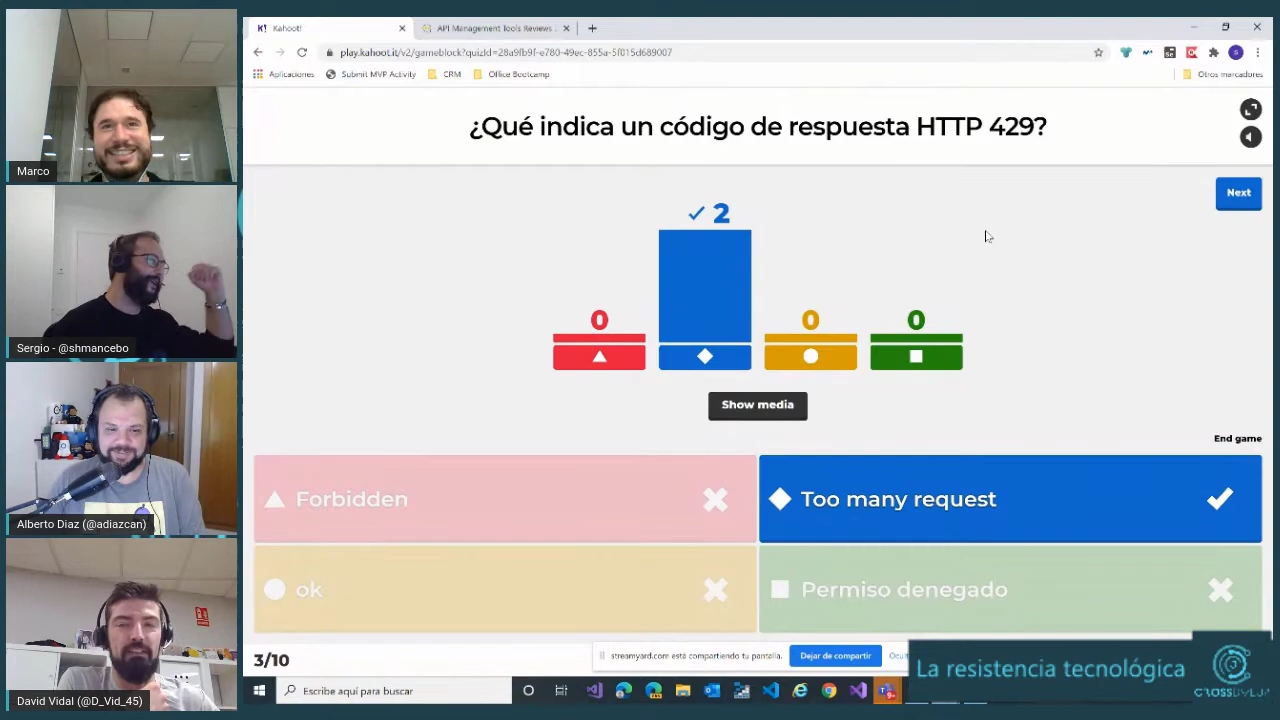 Kahoot!
API Management Tools Reviews
play.kahoot.it/v2/gameblock?quizId=28a9fb9f-e780-49ec-855a-5f015d689007
Aplicaciones
Submit MVP Activity
CRM
Office Bootcamp
Otros marcadores
¿Qué indica un código de respuesta HTTP 429?
Next
2
0
0
0
Show media
End game
Forbidden
Too many request
ok
Permiso denegado
3/10
streamyard.com está compartiendo tu pantalla.
Dejar de compartir
La resistencia tecnológica
Escribe aquí para buscar
Marco
Sergio - @shmancebo
Alberto Diaz (@adiazcan)
David Vidal (@D_Vid_45)